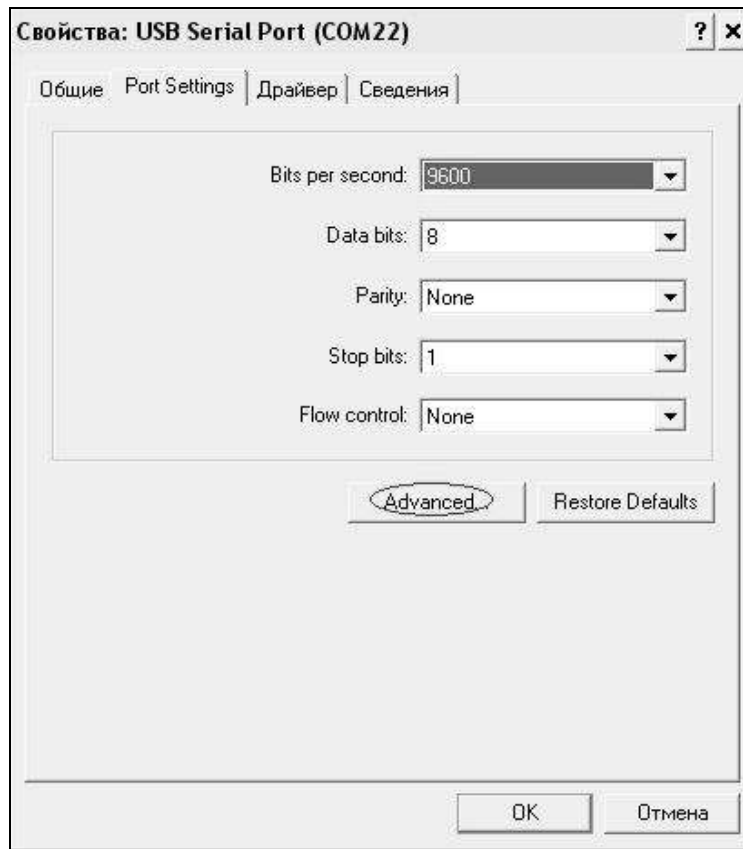 Свойства: USB Serial Port (COM22)
? ×
Общие Port Settings Драйвер Сведения
Bits per second: 9600
Data bits: 8
Parity: None
Stop bits: 1
Flow control: None
Advanced... Restore Defaults
OK Отмена